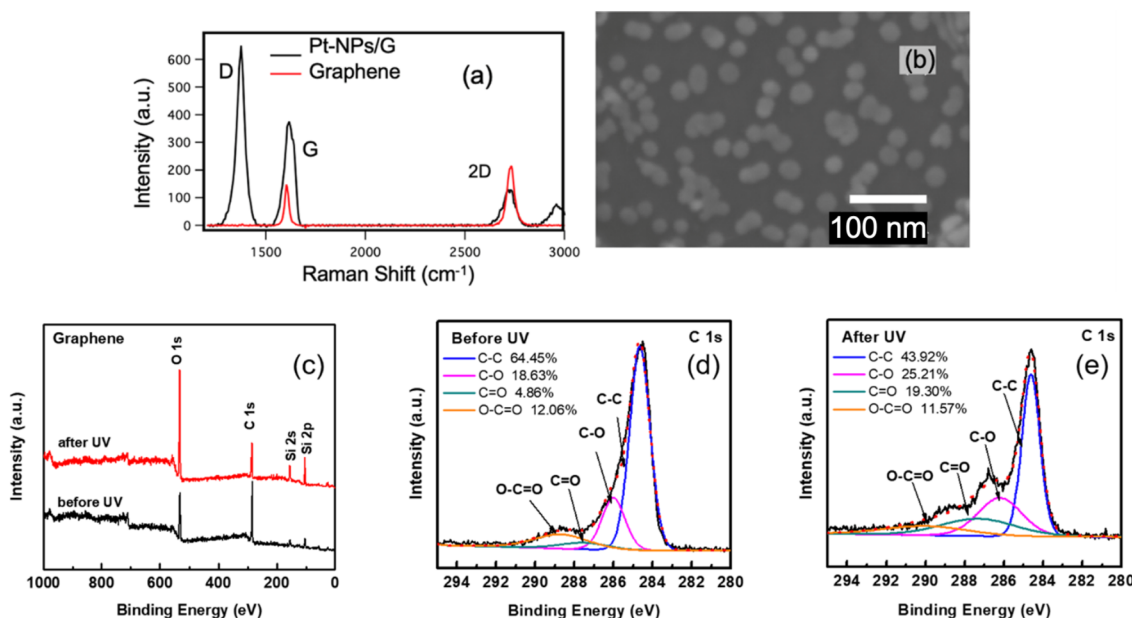 Pt-NPs/G
Graphene
(a)
D
G
2D
600
500
400
300
200
100
0
Intensity (a.u.)
1500
2000
2500
3000
Raman Shift (cm⁻¹)
(b)
100 nm
Graphene
(c)
O 1s
C 1s
Si 2s
Si 2p
after UV
before UV
Intensity (a.u.)
1000
800
600
400
200
0
Binding Energy (eV)
Before UV
C 1s
C-C 64.45%
C-O 18.63%
C=O 4.86%
O-C=O 12.06%
(d)
C-C
C-O
C=O
O-C=O
Intensity (a.u.)
294
292
290
288
286
284
282
280
Binding Energy (eV)
After UV
C 1s
C-C 43.92%
C-O 25.21%
C=O 19.30%
O-C=O 11.57%
(e)
C-C
C-O
C=O
O-C=O
Intensity (a.u.)
294
292
290
288
286
284
282
280
Binding Energy (eV)